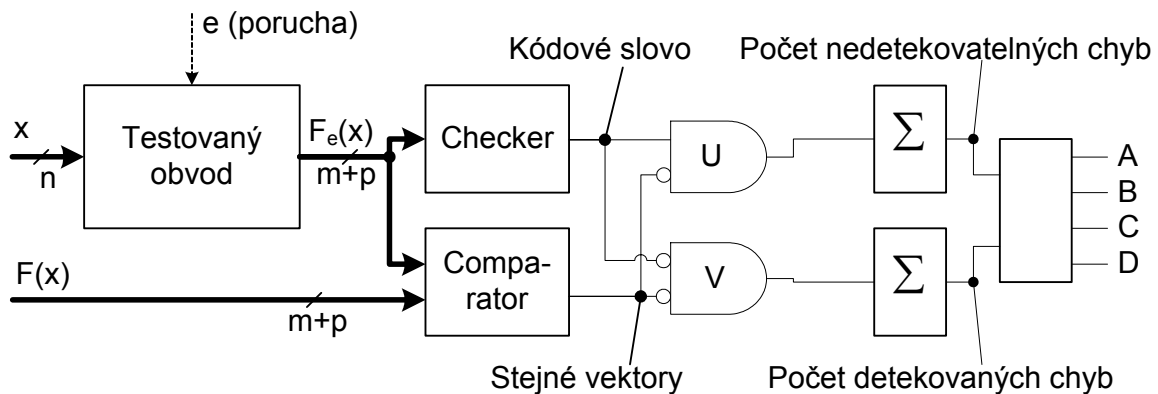 e (porucha)
Kódové slovo
Počet nedetekovatelných chyb
x
n
Testovaný
obvod
Fe(x)
m+p
Checker
U
Σ
A
B
C
D
F(x)
m+p
Compa-
rator
V
Σ
Stejné vektory
Počet detekovaných chyb